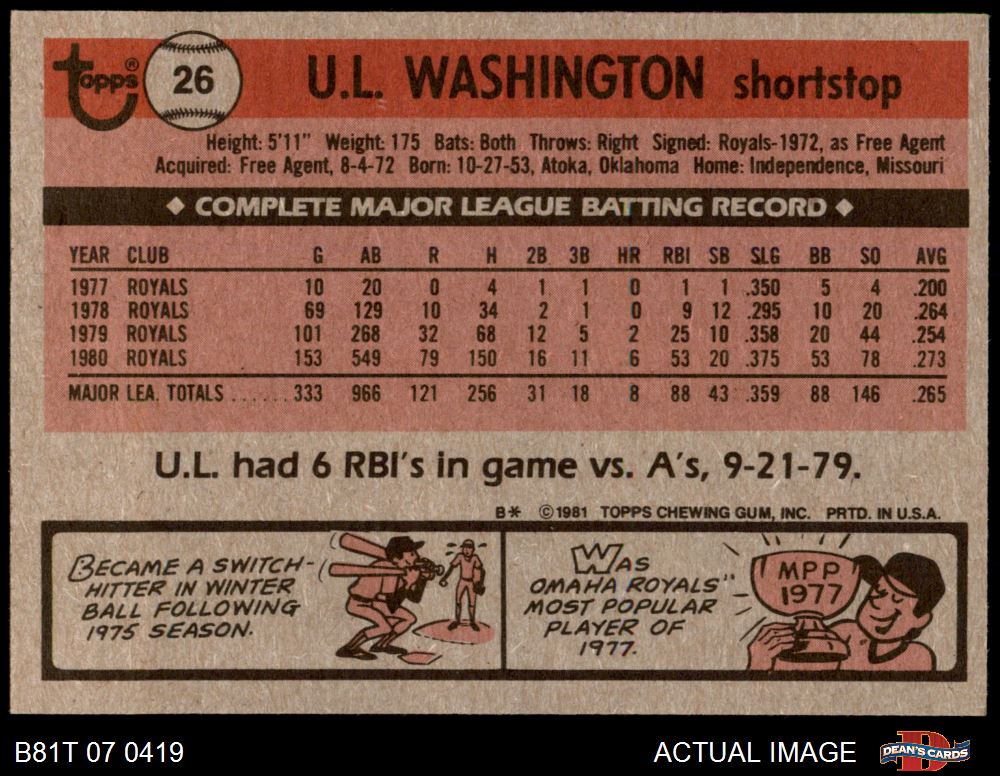 Topps® 26 U.L. WASHINGTON shortstop
Height: 5'11" Weight: 175 Bats: Both Throws: Right Signed: Royals-1972, as Free Agent
Acquired: Free Agent, 8-4-72 Born: 10-27-53, Atoka, Oklahoma Home: Independence, Missouri
◆ COMPLETE MAJOR LEAGUE BATTING RECORD ◆
YEAR CLUB G AB R H 2B 3B HR RBI SB SLG BB SO AVG
1977 ROYALS 10 20 0 4 1 1 0 1 1 .350 5 4 .200
1978 ROYALS 69 129 10 34 2 1 0 9 12 .295 10 20 .264
1979 ROYALS 101 268 32 68 12 5 2 25 10 .358 20 44 .254
1980 ROYALS 153 549 79 150 16 11 6 53 20 .375 53 78 .273
MAJOR LEA. TOTALS ......333 966 121 256 31 18 8 88 43 .359 88 146 .265
U.L. had 6 RBI's in game vs. A's, 9-21-79.
B* ©1981 TOPPS CHEWING GUM, INC. PRTD. IN U.S.A.
BECAME A SWITCH-
HITTER IN WINTER
BALL FOLLOWING
1975 SEASON.
WAS
OMAHA ROYALS"
MOST POPULAR
PLAYER OF
1977.
MPP
1977
B81T 07 0419 ACTUAL IMAGE DEAN'S CARDS